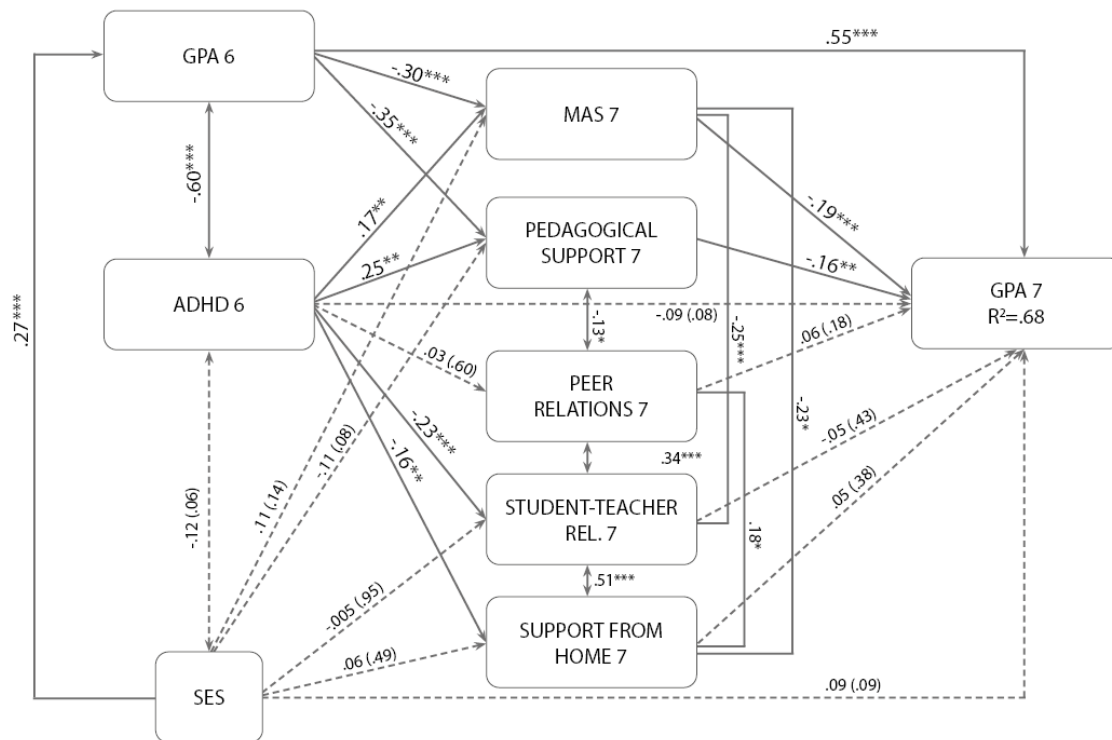 .55***
GPA 6
-.30***
MAS 7
-.35***
-.60***
.17**
-.19***
PEDAGOGICAL
SUPPORT 7
.25**
-.16**
ADHD 6
GPA 7
R²=.68
.27***
-.13*
-.09 (.08)
-.25***
.06 (.18)
.03 (.60)
PEER
RELATIONS 7
-.23***
-.11 (.08)
-.23*
-.05 (.43)
-.16**
.34***
.11 (.14)
STUDENT-TEACHER
REL. 7
.05 (.38)
-.12 (.06)
.18*
.51***
-.005 (.95)
SUPPORT FROM
HOME 7
.06 (.49)
SES
.09 (.09)